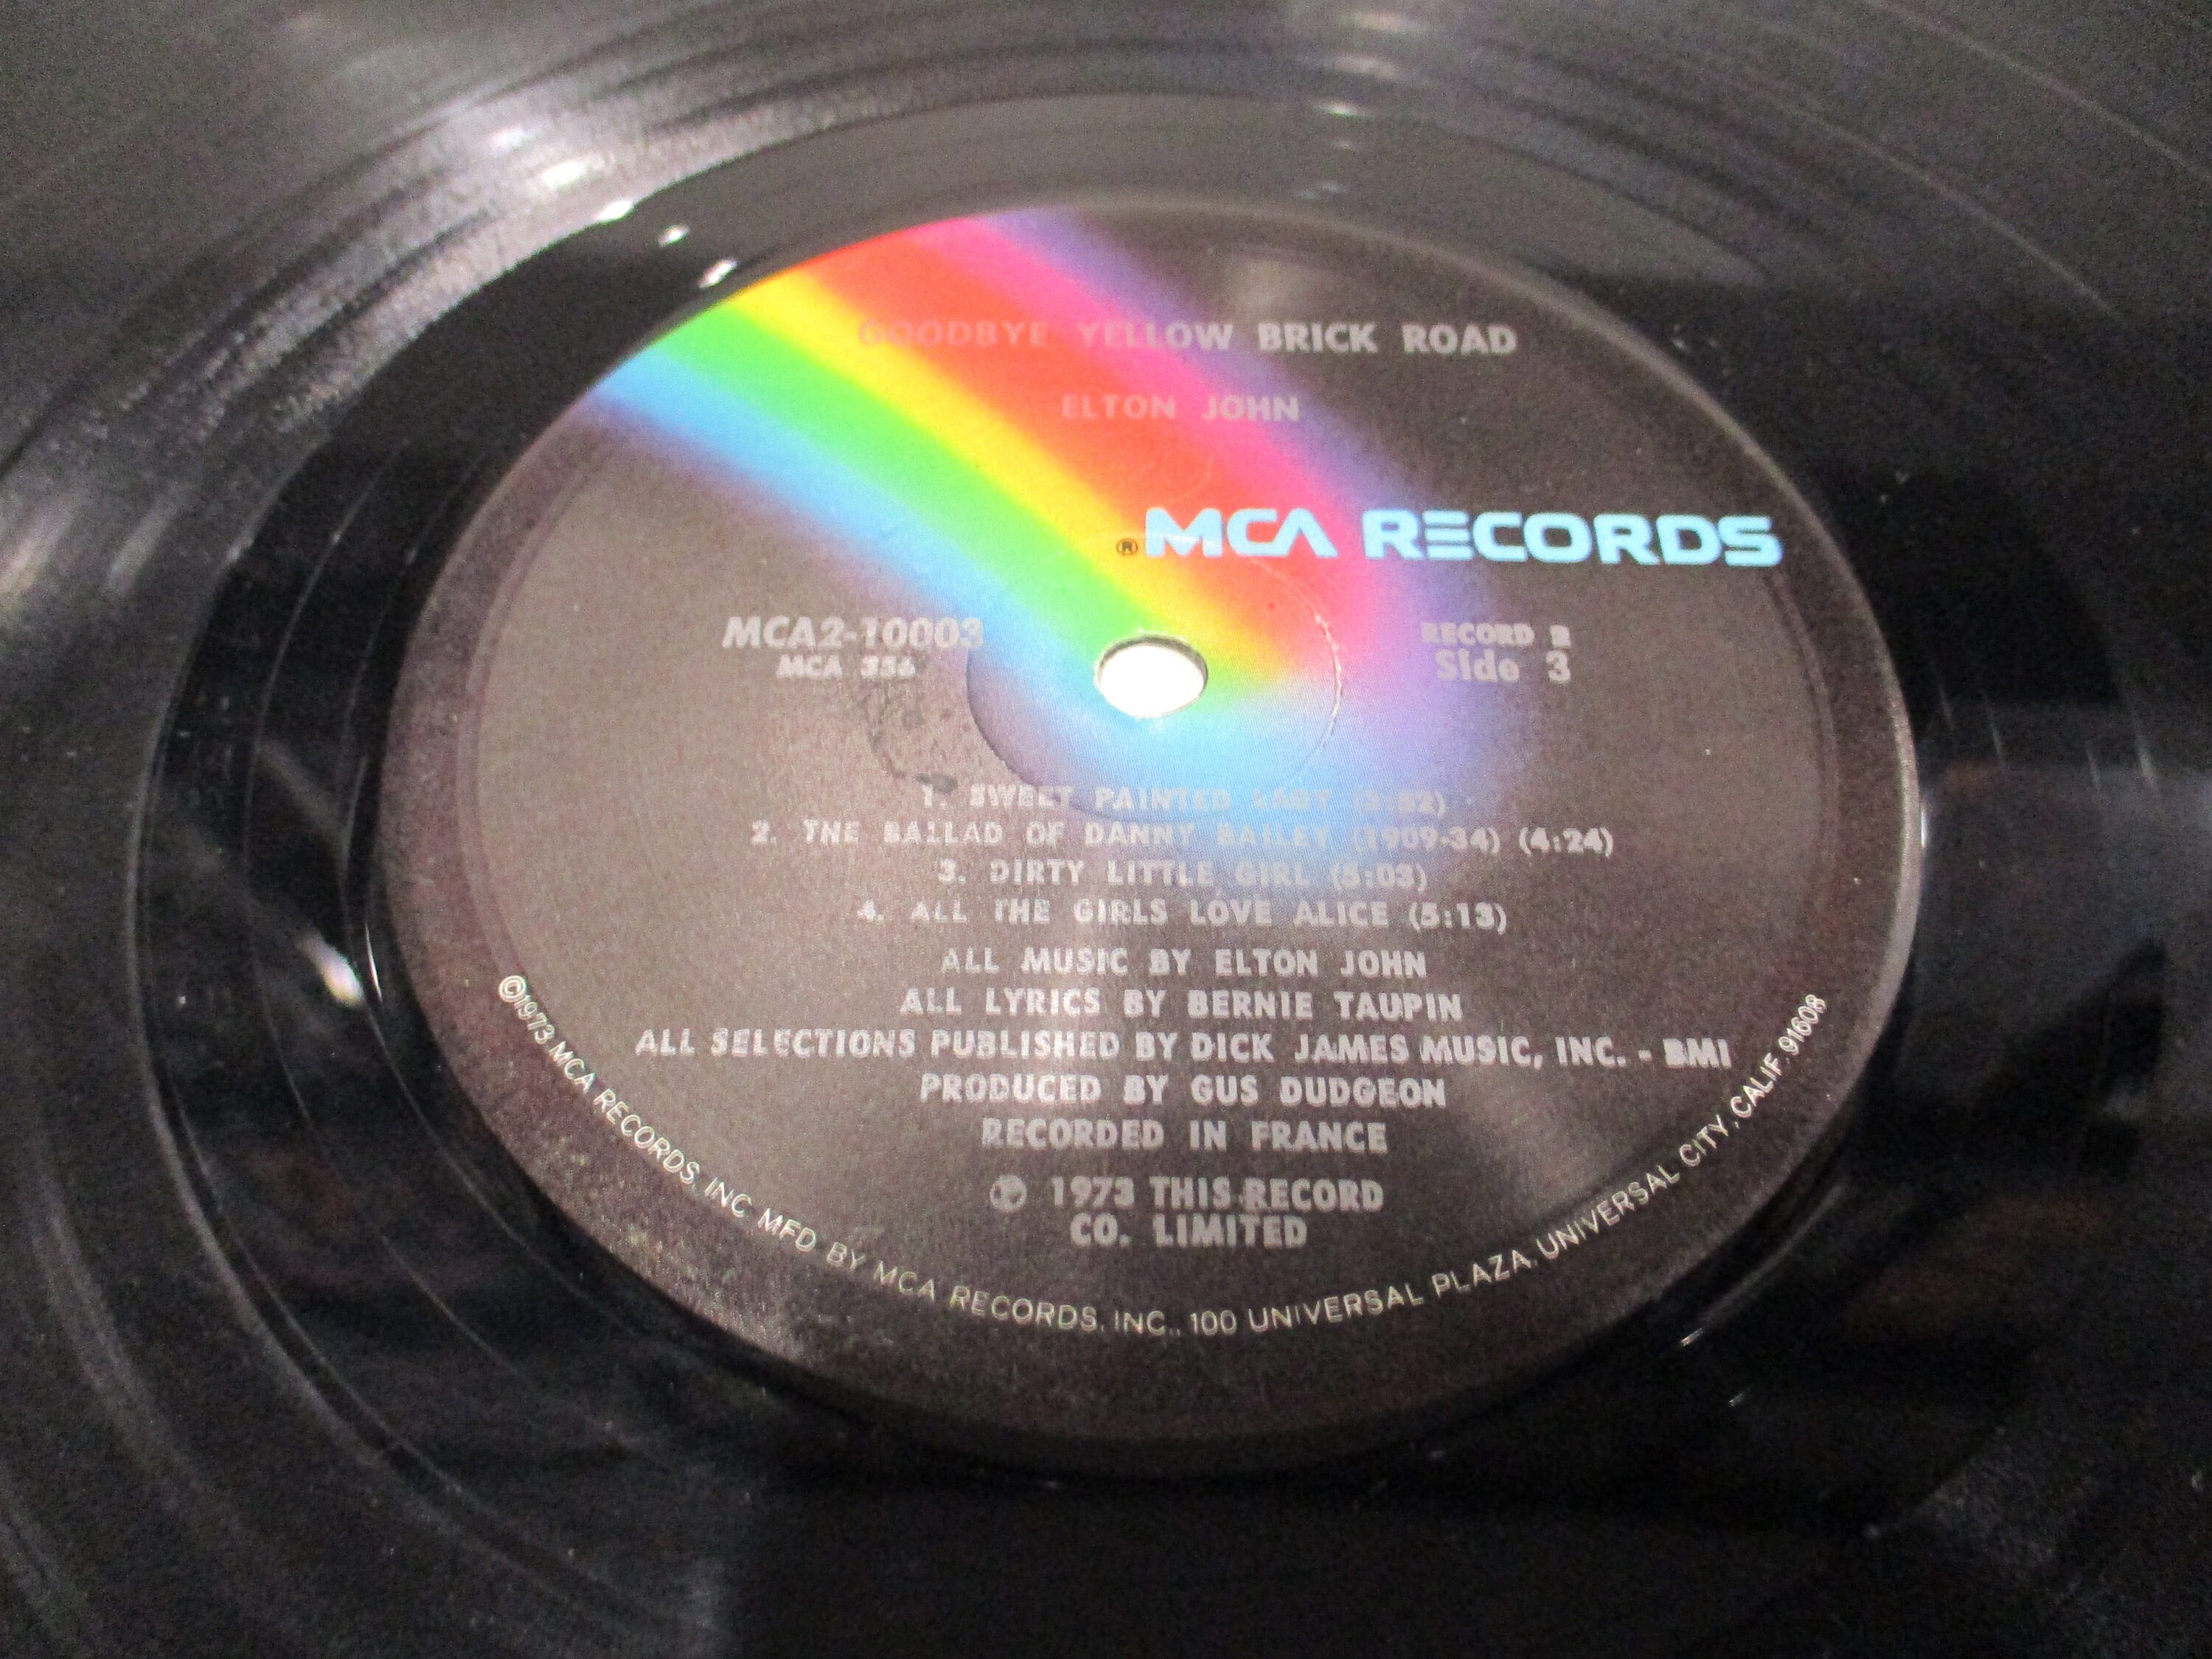 GOODBYE YELLOW BRICK ROAD
ELTON JOHN
® MCA RECORDS
MCA2-10003
MCA 356
RECORD 2
Side 3
1. SWEET PAINTED LADY (3:52)
2. THE BALLAD OF DANNY BAILEY (1909-34) (4:24)
3. DIRTY LITTLE GIRL (5:03)
4. ALL THE GIRLS LOVE ALICE (5:13)
ALL MUSIC BY ELTON JOHN
ALL LYRICS BY BERNIE TAUPIN
ALL SELECTIONS PUBLISHED BY DICK JAMES MUSIC, INC. - BMI
PRODUCED BY GUS DUDGEON
RECORDED IN FRANCE
℗ 1973 THIS RECORD
CO. LIMITED
©1973 MCA RECORDS, INC. MFD BY MCA RECORDS, INC., 100 UNIVERSAL PLAZA, UNIVERSAL CITY, CALIF. 91608